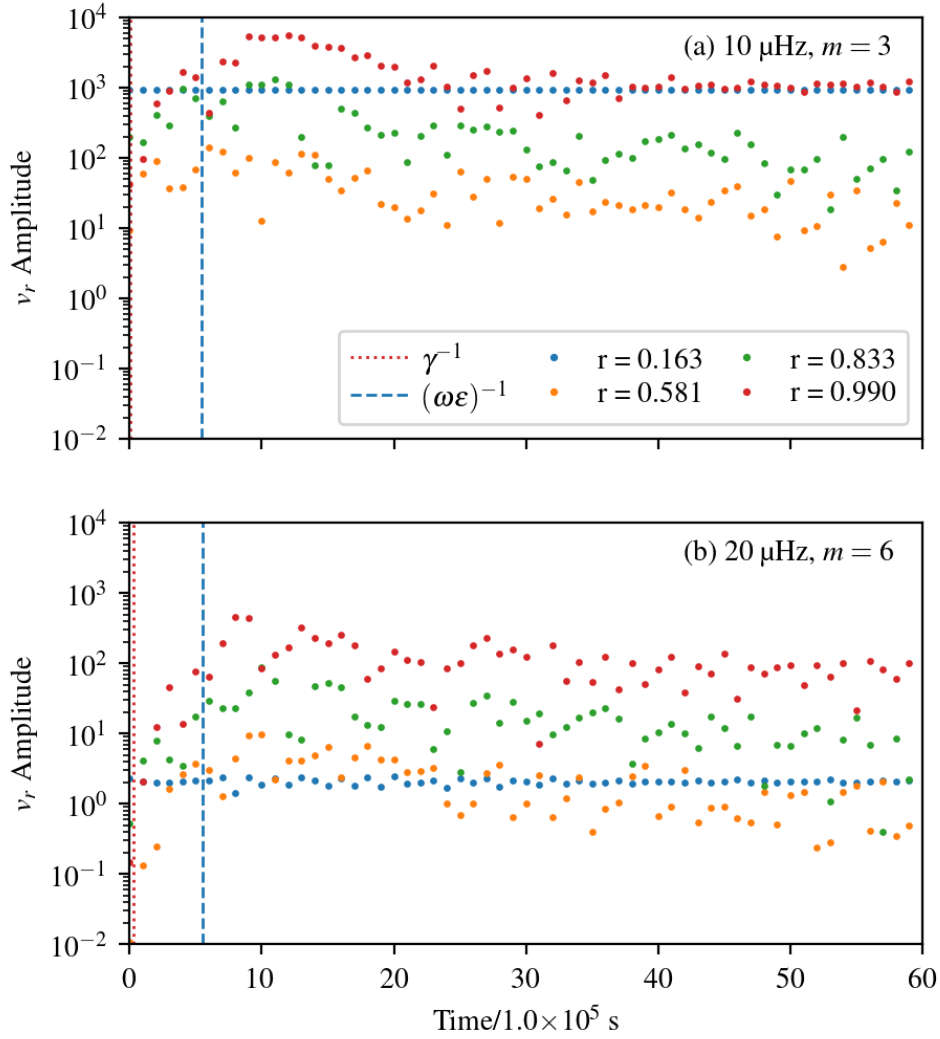 10⁴
(a) 10 µHz, m = 3
10³
10²
10¹
10⁰
10⁻¹
10⁻²
vᵣ Amplitude
γ⁻¹
(ωε)⁻¹
r = 0.163
r = 0.581
r = 0.833
r = 0.990
10⁴
(b) 20 µHz, m = 6
10³
10²
10¹
10⁰
10⁻¹
10⁻²
vᵣ Amplitude
0 10 20 30 40 50 60
Time/1.0×10⁵ s